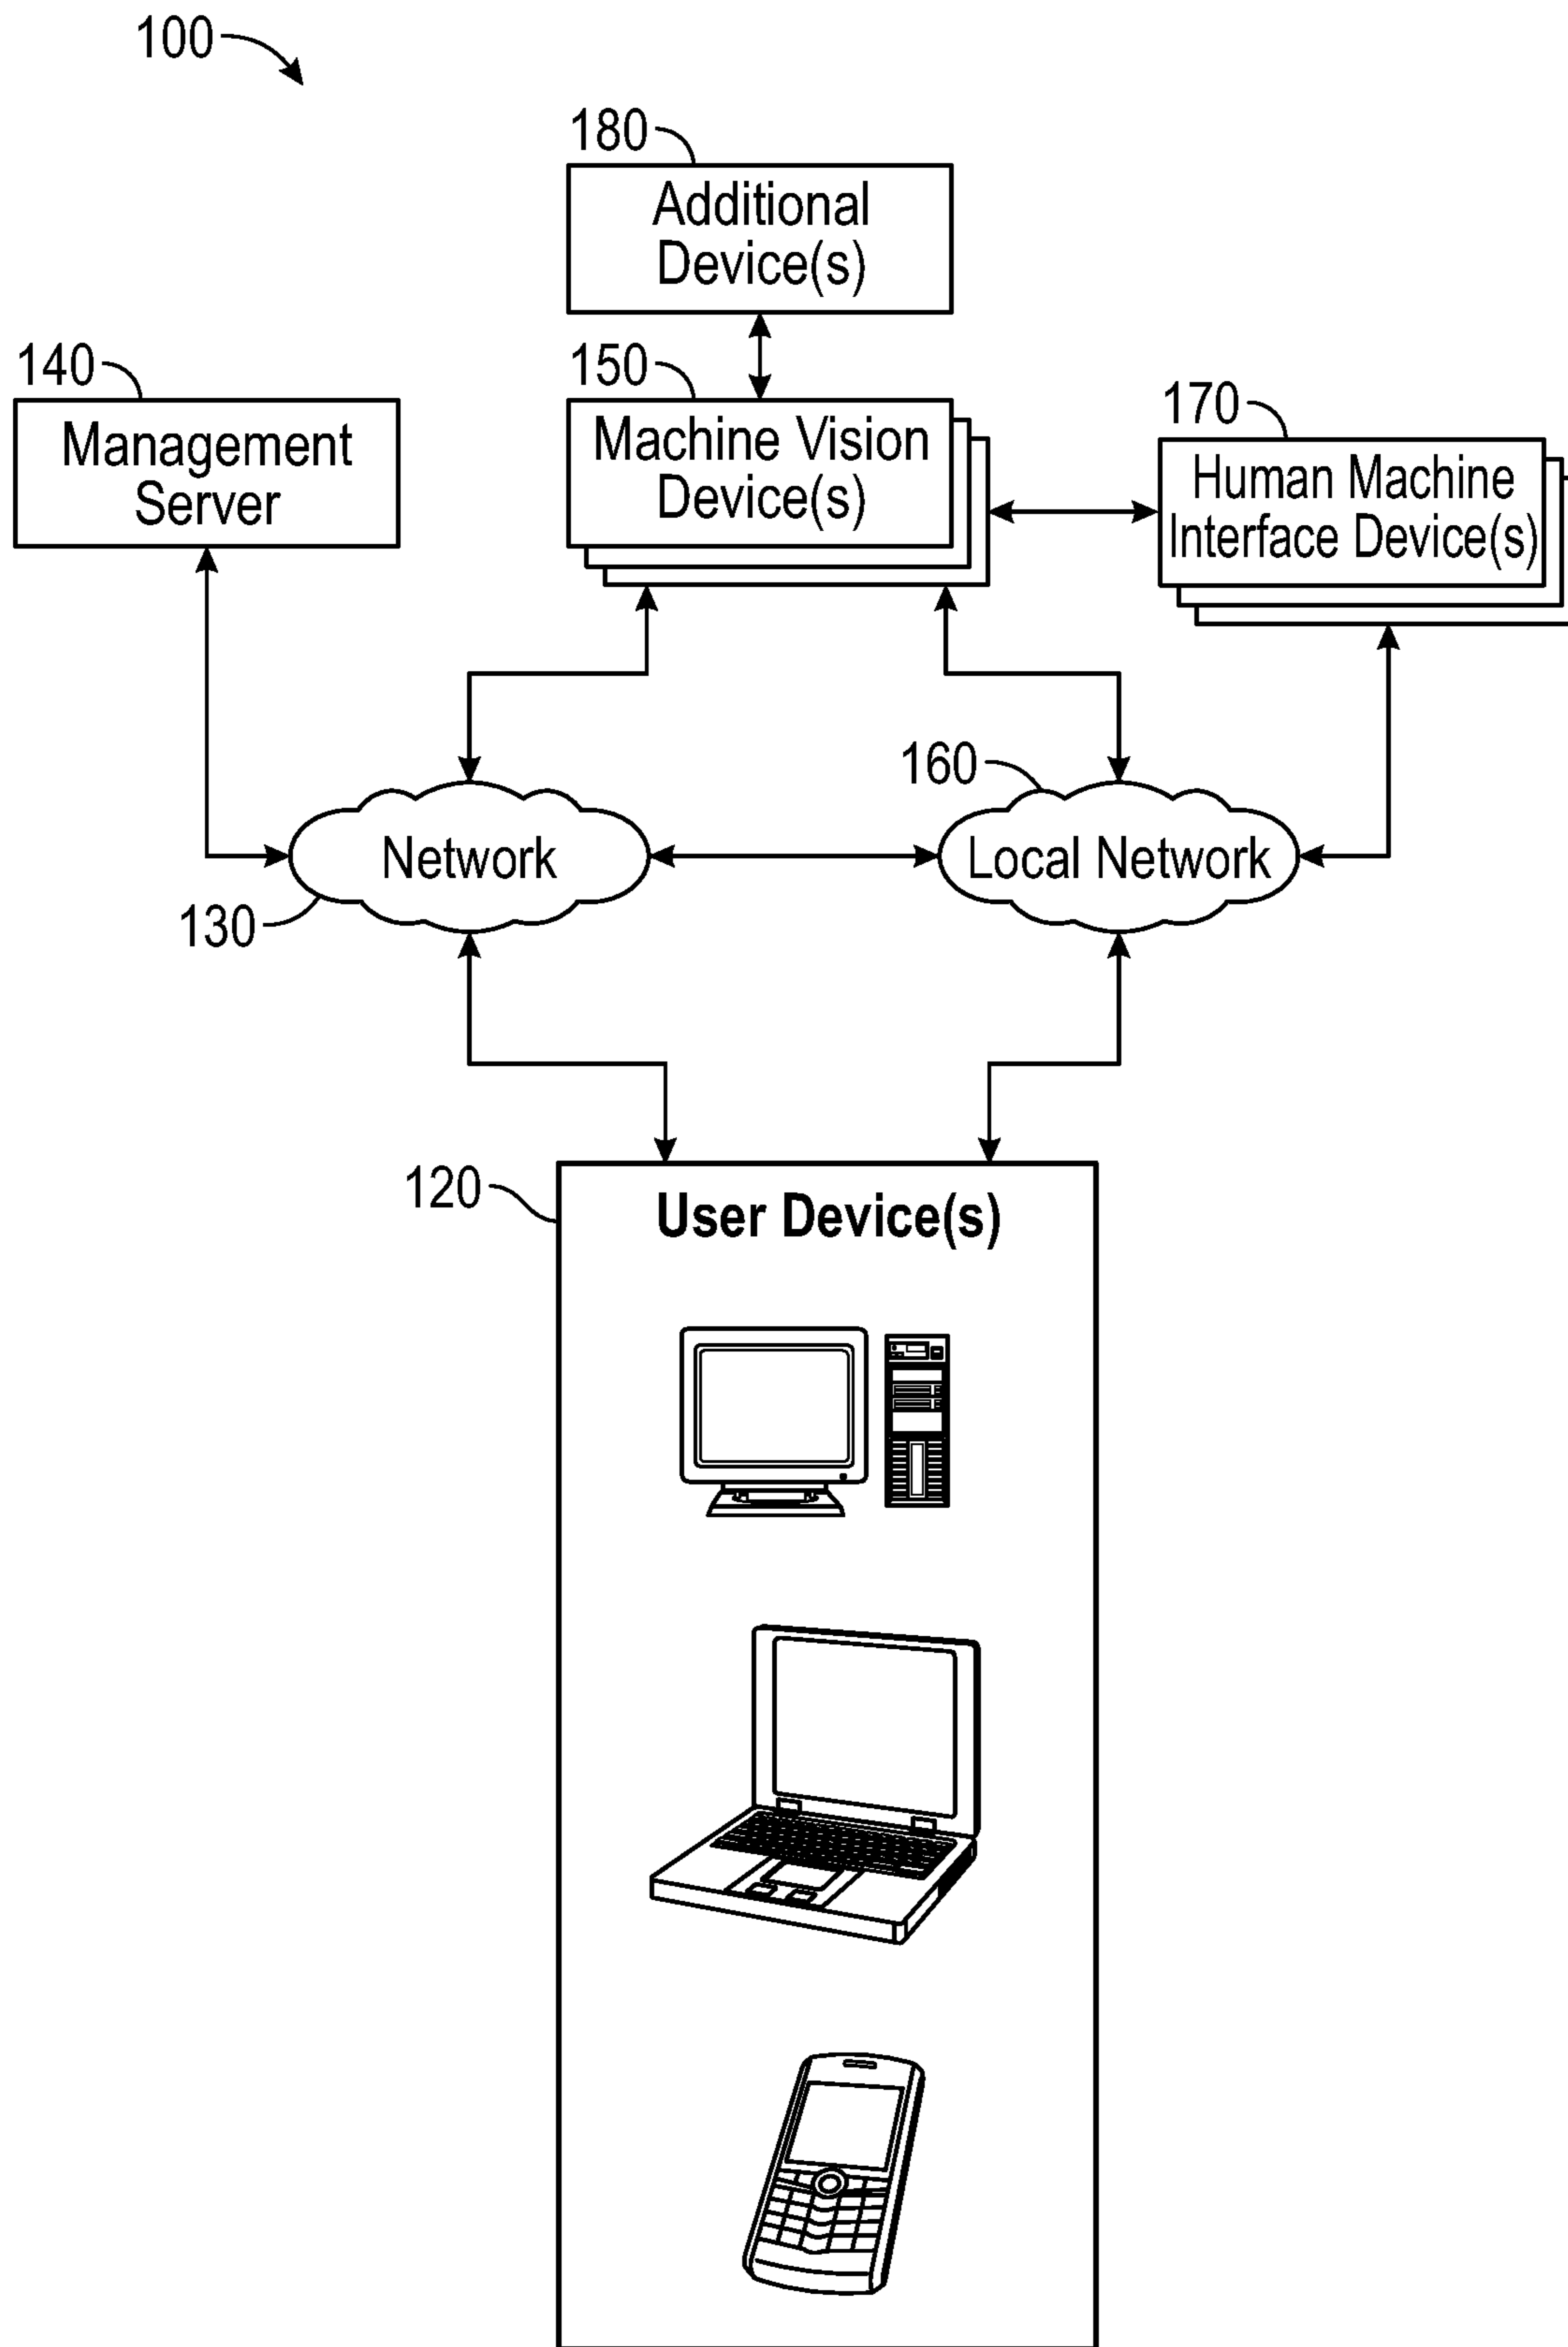 100
180
Additional
Device(s)
140
Management
Server
150
Machine Vision
Device(s)
170
Human Machine
Interface Device(s)
160
Network
Local Network
130
120
User Device(s)